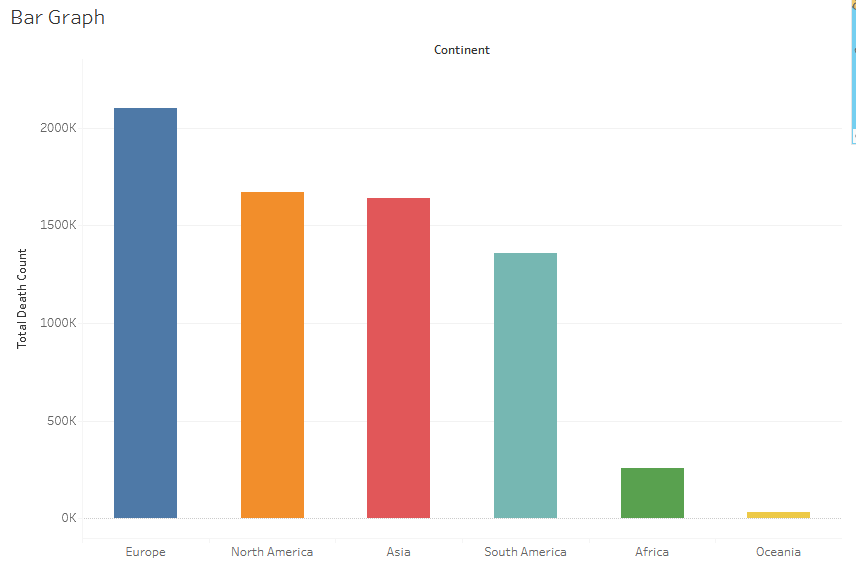 Bar Graph
Continent
2000K
1500K
1000K
500K
0K
Total Death Count
Europe
North America
Asia
South America
Africa
Oceania